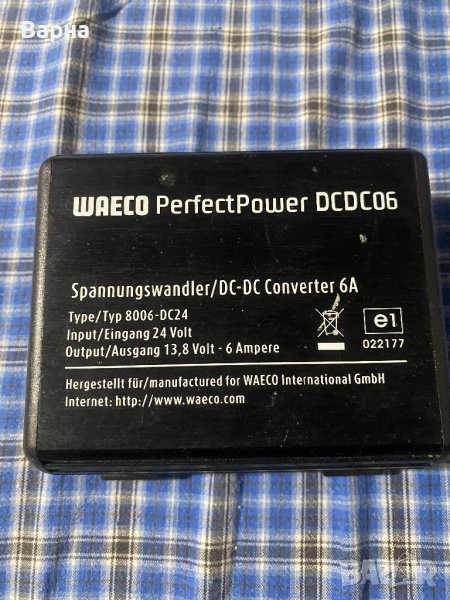 Варна
WAECO PerfectPower DCDC06
Spannungswandler/DC-DC Converter 6A
Type/Typ 8006-DC24
Input/Eingang 24 Volt
Output/Ausgang 13,8 Volt - 6 Ampere
e1
022177
Hergestellt für/manufactured for WAECO International GmbH
Internet: http://www.waeco.com
BAZAR.BG